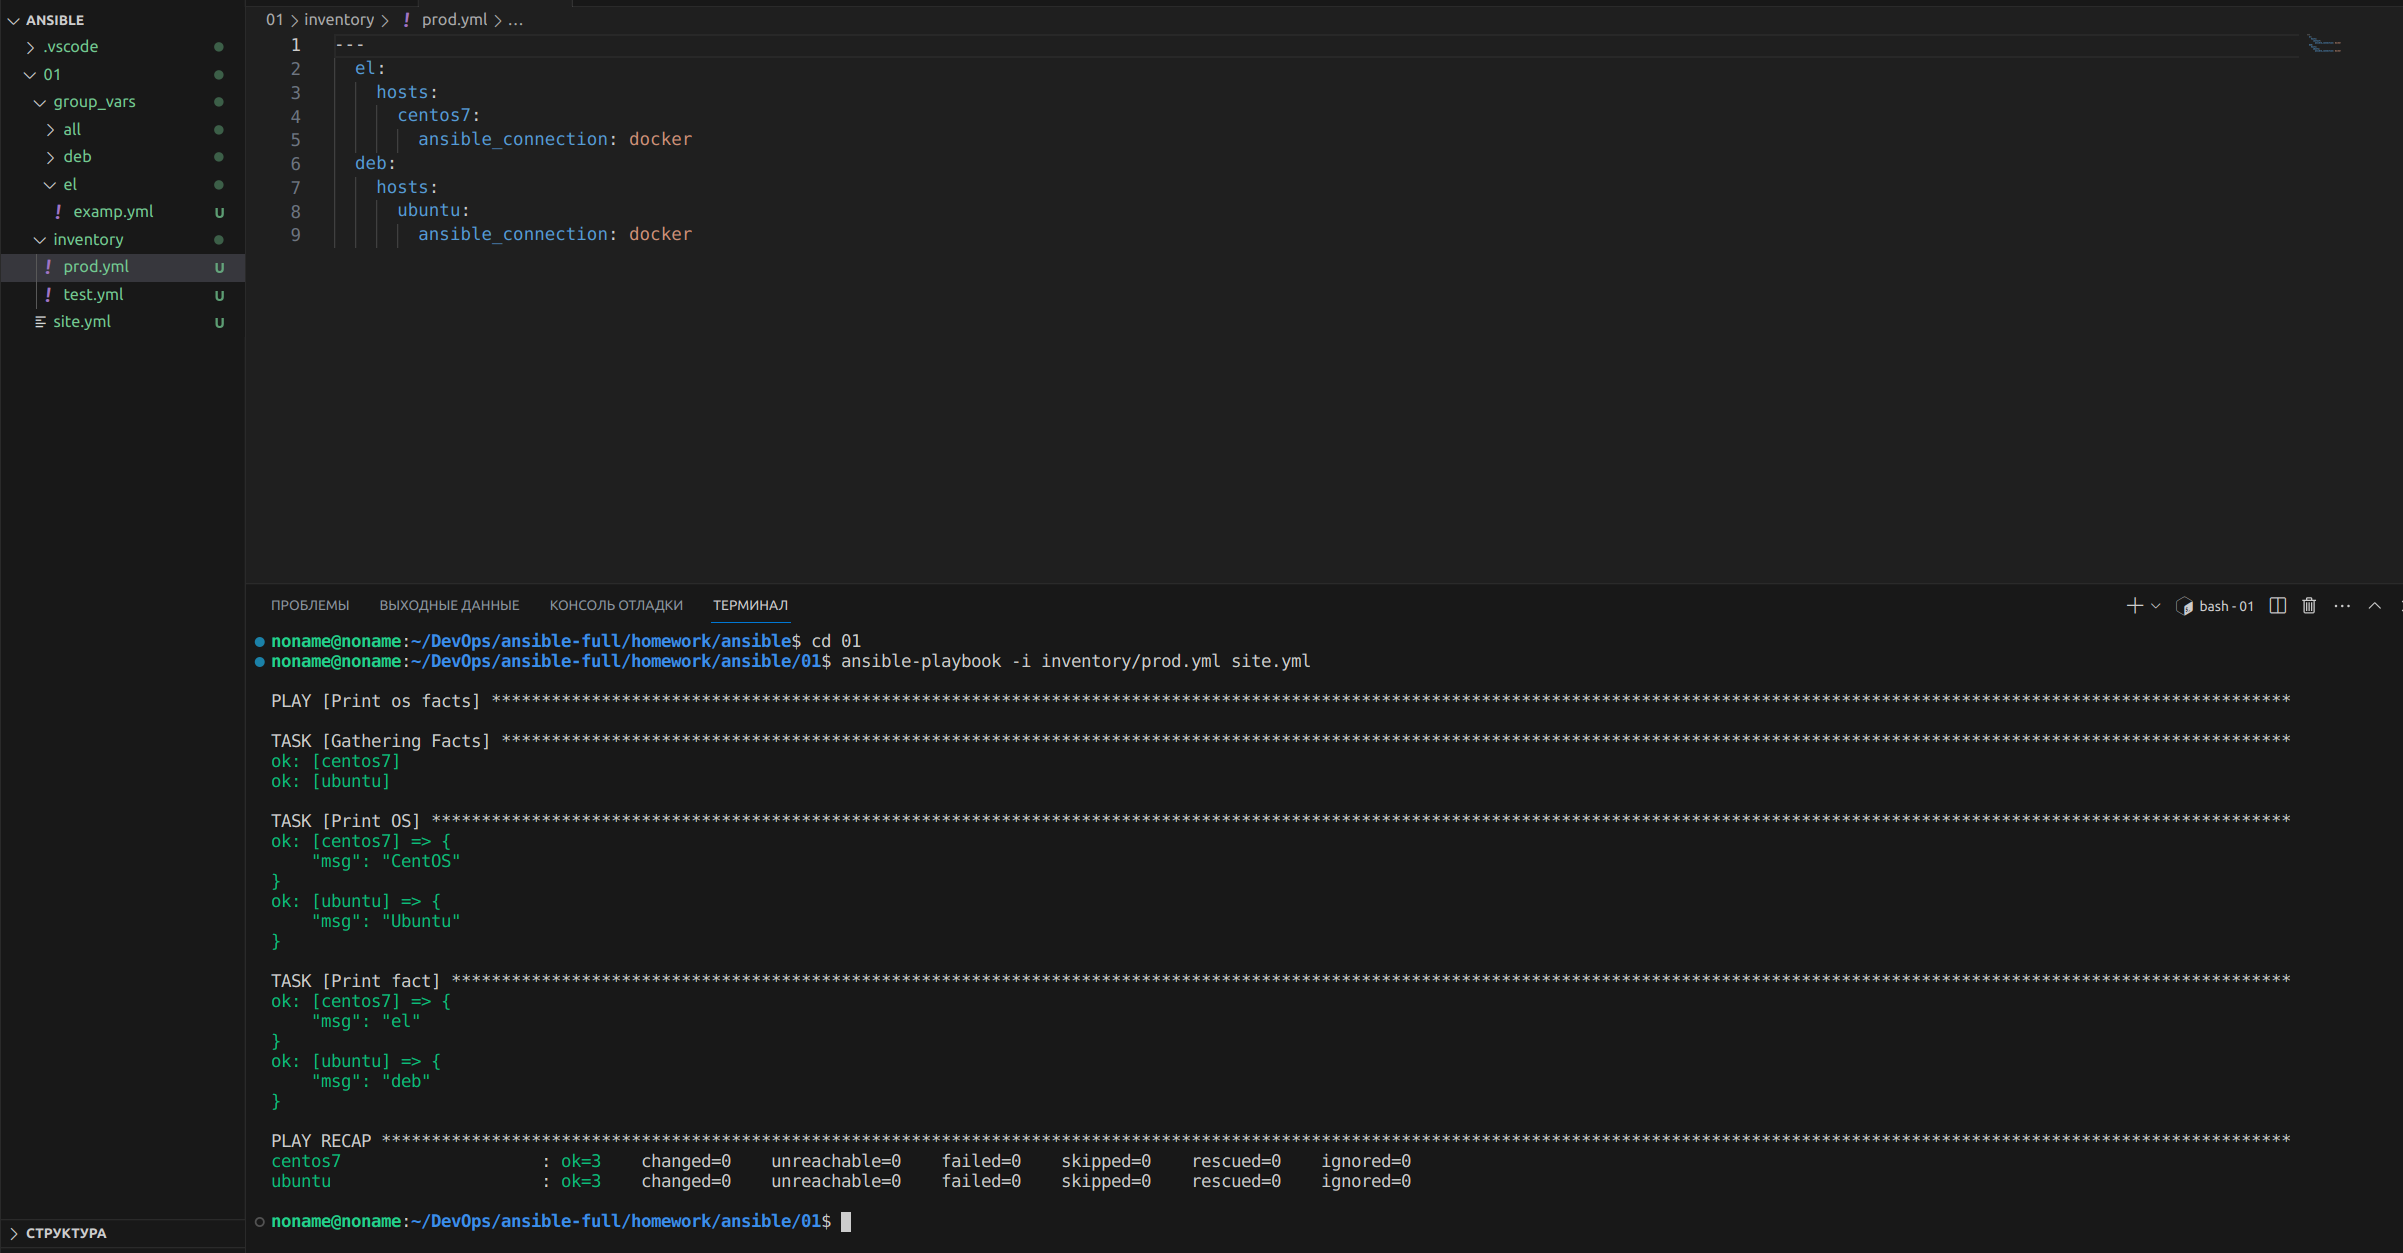 ANSIBLE
.vscode
01
group_vars
all
deb
el
! examp.yml U
inventory
! prod.yml U
! test.yml U
site.yml U
СТРУКТУРА
01 > inventory > ! prod.yml > ...
1 ---
2   el:
3     hosts:
4       centos7:
5         ansible_connection: docker
6   deb:
7     hosts:
8       ubuntu:
9         ansible_connection: docker
ПРОБЛЕМЫ ВЫХОДНЫЕ ДАННЫЕ КОНСОЛЬ ОТЛАДКИ ТЕРМИНАЛ bash - 01
noname@noname:~/DevOps/ansible-full/homework/ansible$ cd 01
noname@noname:~/DevOps/ansible-full/homework/ansible/01$ ansible-playbook -i inventory/prod.yml site.yml
PLAY [Print os facts] ************************************************************************************************************************************************************************************
TASK [Gathering Facts] ***********************************************************************************************************************************************************************************
ok: [centos7]
ok: [ubuntu]
TASK [Print OS] ******************************************************************************************************************************************************************************************
ok: [centos7] => {
    "msg": "CentOS"
}
ok: [ubuntu] => {
    "msg": "Ubuntu"
}
TASK [Print fact] ****************************************************************************************************************************************************************************************
ok: [centos7] => {
    "msg": "el"
}
ok: [ubuntu] => {
    "msg": "deb"
}
PLAY RECAP ***********************************************************************************************************************************************************************************************
centos7                    : ok=3    changed=0    unreachable=0    failed=0    skipped=0    rescued=0    ignored=0
ubuntu                     : ok=3    changed=0    unreachable=0    failed=0    skipped=0    rescued=0    ignored=0
noname@noname:~/DevOps/ansible-full/homework/ansible/01$